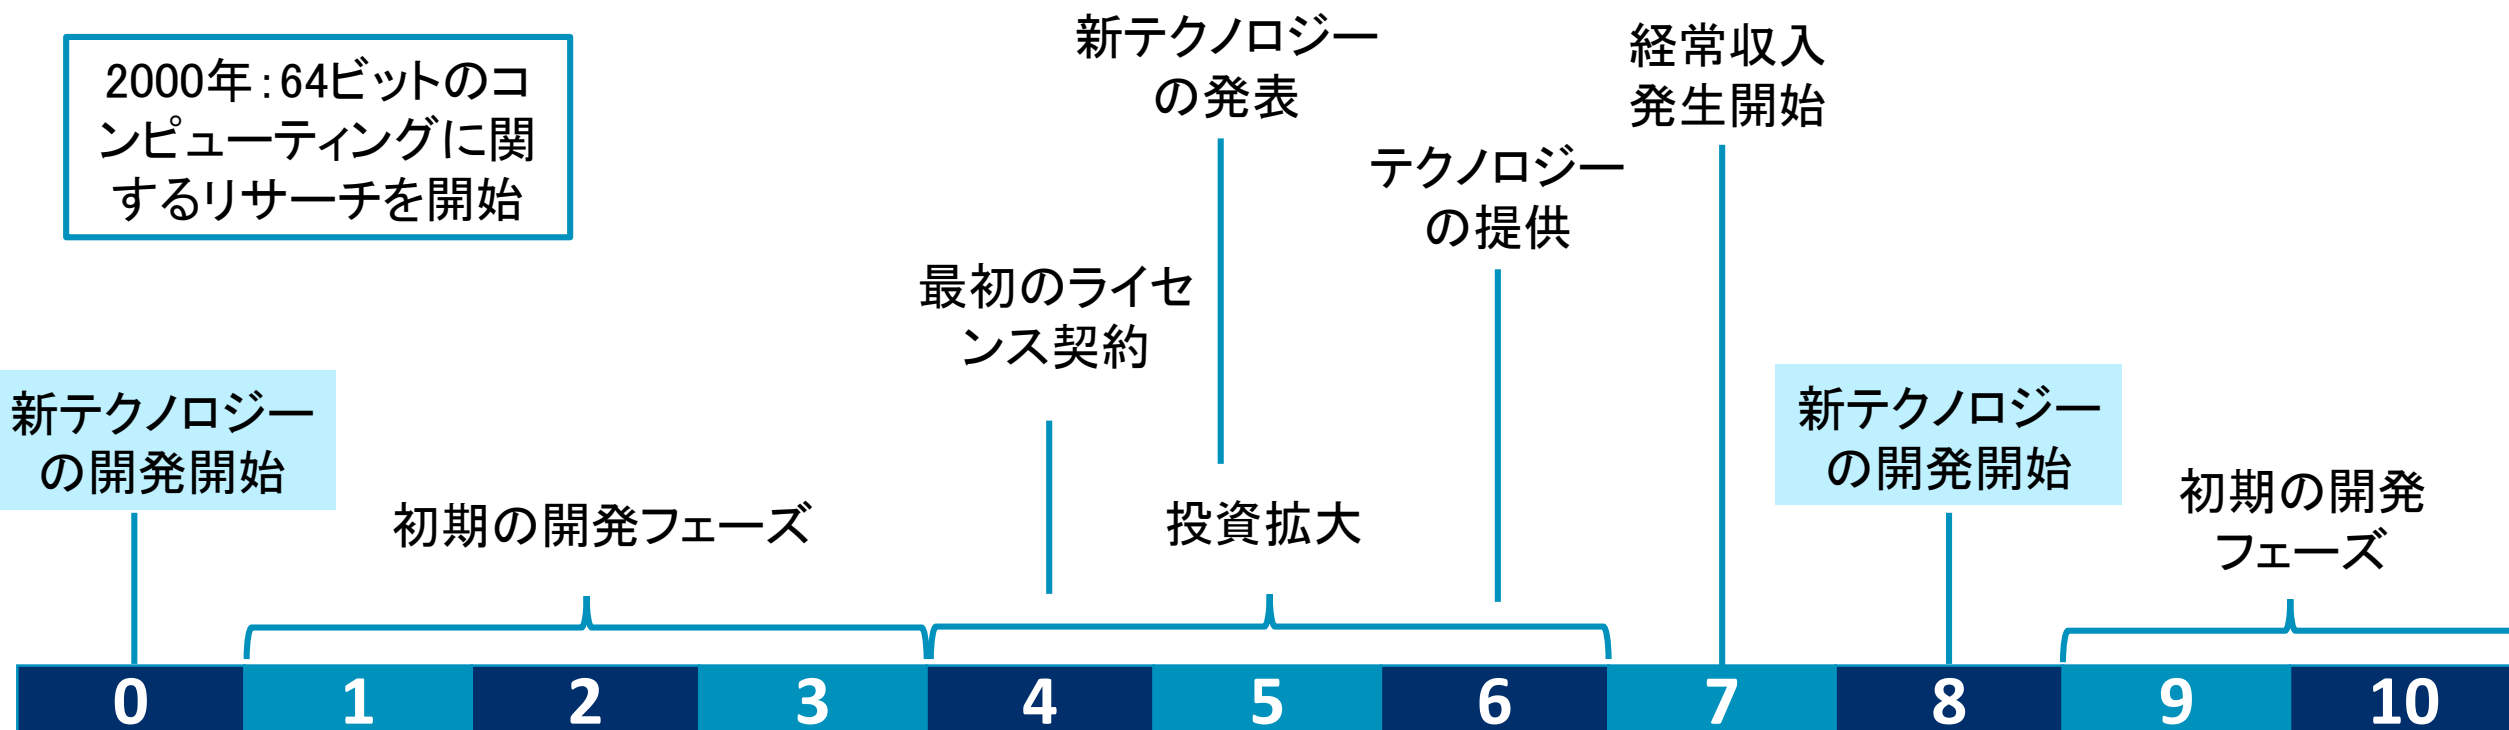 2000年：64ビットのコ
ンピューティングに関
するリサーチを開始
新テクノロジー
の開発開始
初期の開発フェーズ
最初のライセ
ンス契約
新テクノロジー
の発表
投資拡大
テクノロジー
の提供
経常収入
発生開始
新テクノロジー
の開発開始
初期の開発
フェーズ
0 1 2 3 4 5 6 7 8 9 10